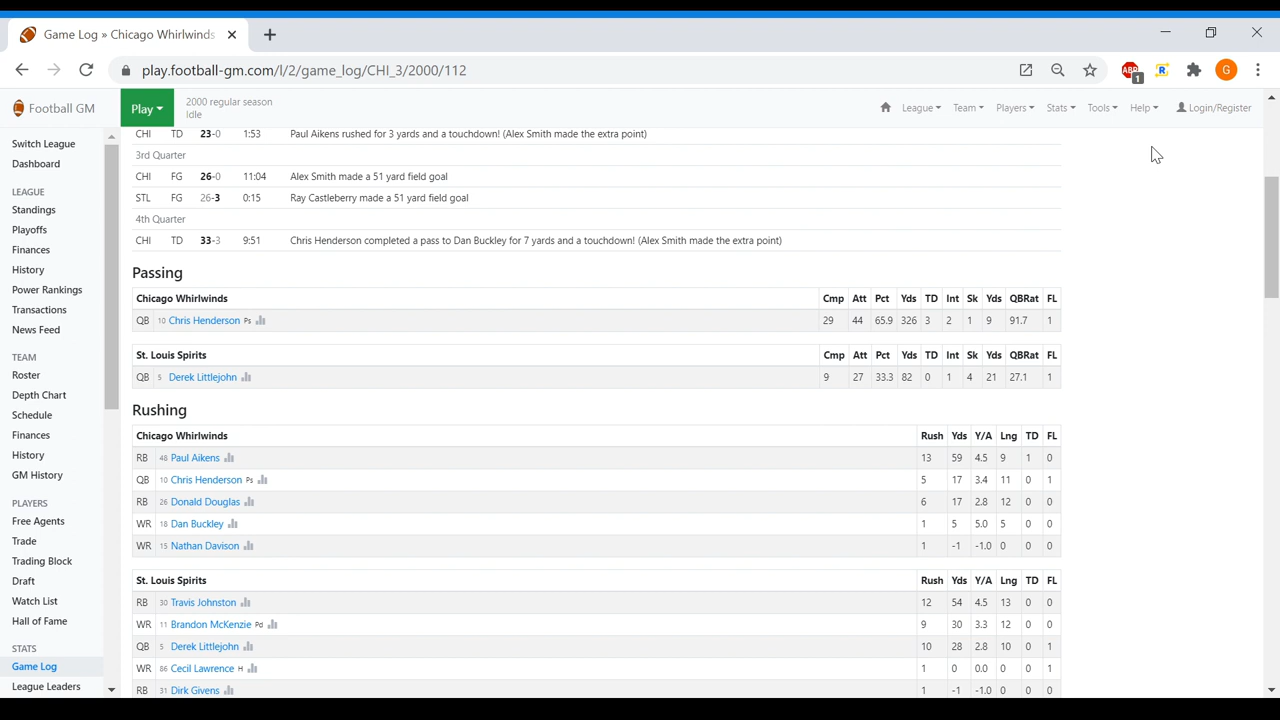 Game Log » Chicago Whirlwinds
play.football-gm.com/l/2/game_log/CHI_3/2000/112
ABP 1 R G
Football GM Play 2000 regular season League Team Players Stats Tools Help Login/Register
Idle
Switch League
Dashboard
LEAGUE
Standings
Playoffs
Finances
History
Power Rankings
Transactions
News Feed
TEAM
Roster
Depth Chart
Schedule
Finances
History
GM History
PLAYERS
Free Agents
Trade
Trading Block
Draft
Watch List
Hall of Fame
STATS
Game Log
League Leaders
CHI TD 23-0 1:53 Paul Aikens rushed for 3 yards and a touchdown! (Alex Smith made the extra point)
3rd Quarter
CHI FG 26-0 11:04 Alex Smith made a 51 yard field goal
STL FG 26-3 0:15 Ray Castleberry made a 51 yard field goal
4th Quarter
CHI TD 33-3 9:51 Chris Henderson completed a pass to Dan Buckley for 7 yards and a touchdown! (Alex Smith made the extra point)
Passing
Chicago Whirlwinds Cmp Att Pct Yds TD Int Sk Yds QBRat FL
QB 10 Chris Henderson Ps 29 44 65.9 326 3 2 1 9 91.7 1
St. Louis Spirits Cmp Att Pct Yds TD Int Sk Yds QBRat FL
QB 5 Derek Littlejohn 9 27 33.3 82 0 1 4 21 27.1 1
Rushing
Chicago Whirlwinds Rush Yds Y/A Lng TD FL
RB 48 Paul Aikens 13 59 4.5 9 1 0
QB 10 Chris Henderson Ps 5 17 3.4 11 0 1
RB 26 Donald Douglas 6 17 2.8 12 0 0
WR 18 Dan Buckley 1 5 5.0 5 0 0
WR 15 Nathan Davison 1 -1 -1.0 0 0 0
St. Louis Spirits Rush Yds Y/A Lng TD FL
RB 30 Travis Johnston 12 54 4.5 13 0 0
WR 11 Brandon McKenzie Pd 9 30 3.3 12 0 0
QB 5 Derek Littlejohn 10 28 2.8 10 0 1
WR 86 Cecil Lawrence H 1 0 0.0 0 0 1
RB 31 Dirk Givens 1 -1 -1.0 0 0 0